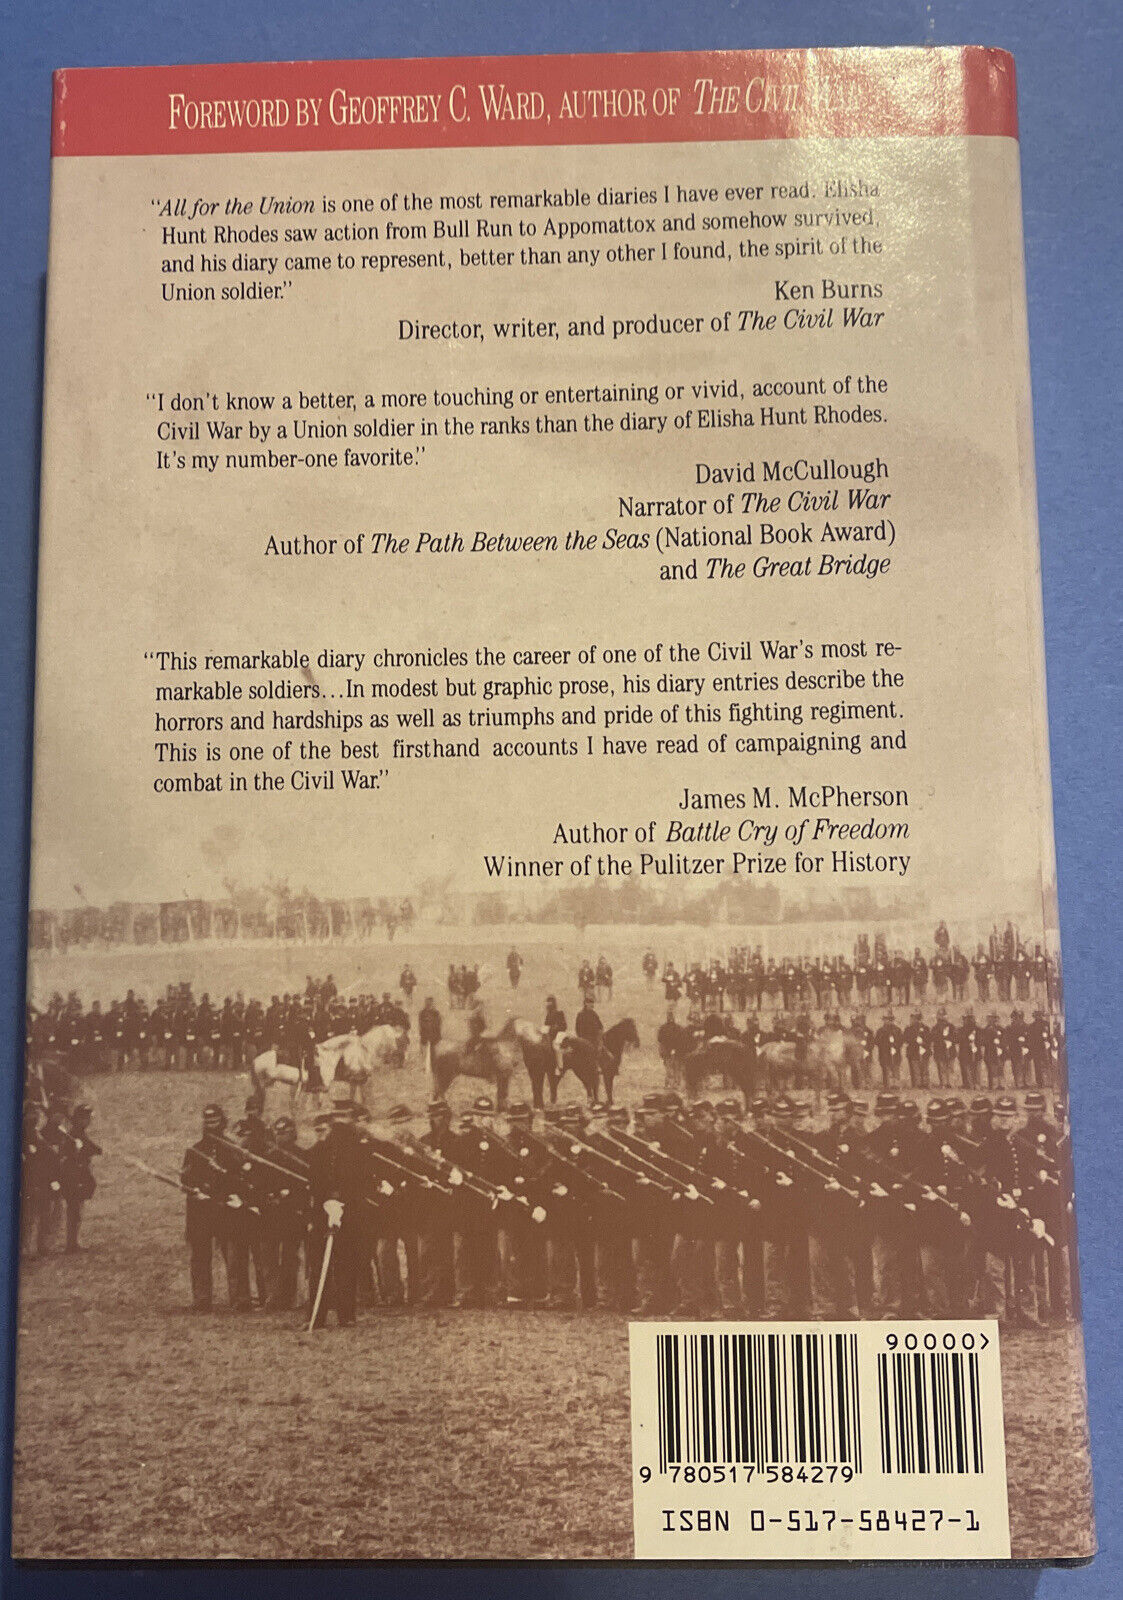 FOREWORD BY GEOFFREY C. WARD, AUTHOR OF THE CIVIL WAR
"All for the Union is one of the most remarkable diaries I have ever read. Elisha
Hunt Rhodes saw action from Bull Run to Appomattox and somehow survived,
and his diary came to represent, better than any other I found, the spirit of the
Union soldier."
Ken Burns
Director, writer, and producer of The Civil War
"I don't know a better, a more touching or entertaining or vivid, account of the
Civil War by a Union soldier in the ranks than the diary of Elisha Hunt Rhodes.
It's my number-one favorite."
David McCullough
Narrator of The Civil War
Author of The Path Between the Seas (National Book Award)
and The Great Bridge
"This remarkable diary chronicles the career of one of the Civil War's most re-
markable soldiers...In modest but graphic prose, his diary entries describe the
horrors and hardships as well as triumphs and pride of this fighting regiment.
This is one of the best firsthand accounts I have read of campaigning and
combat in the Civil War."
James M. McPherson
Author of Battle Cry of Freedom
Winner of the Pulitzer Prize for History
90000>
9 780517 584279
ISBN 0-517-58427-1